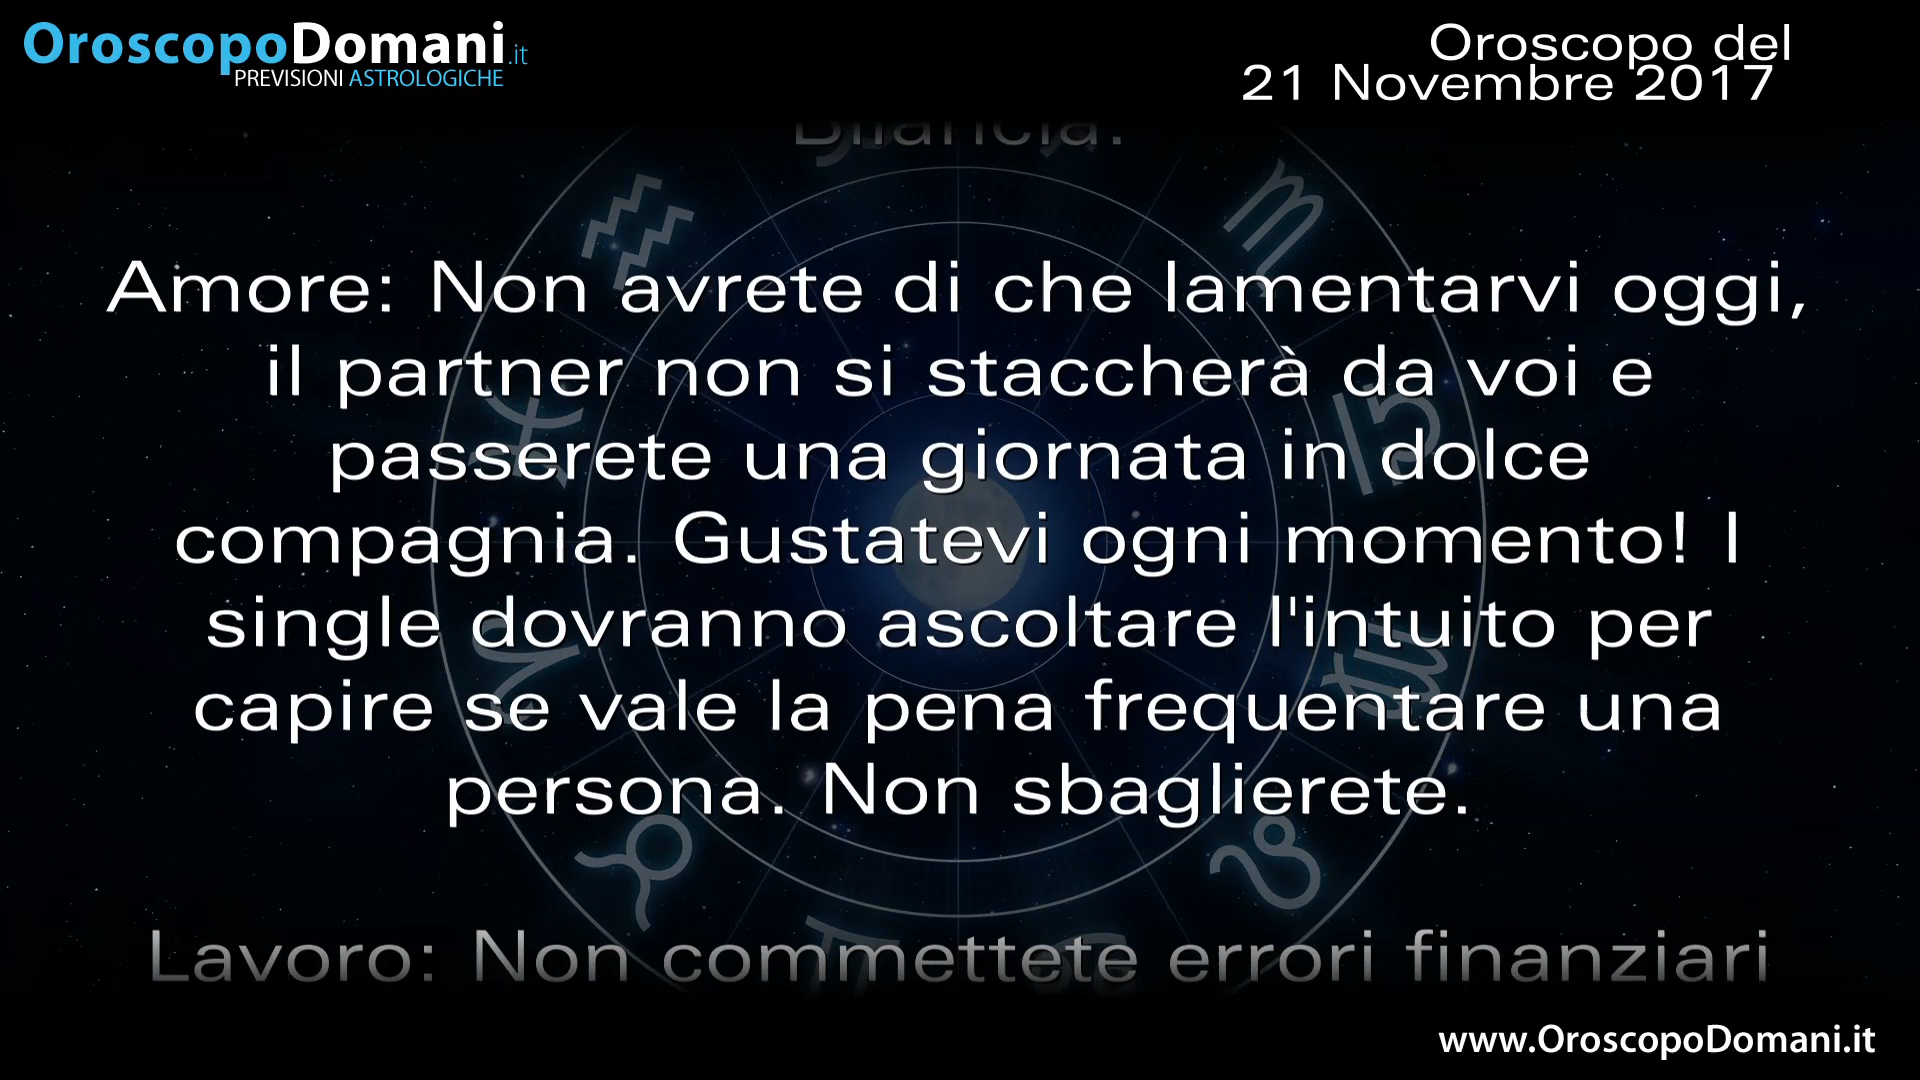 OroscopoDomani.it
PREVISIONI ASTROLOGICHE
Oroscopo del
21 Novembre 2017
Bilancia:
Amore: Non avrete di che lamentarvi oggi,
il partner non si staccherà da voi e
passerete una giornata in dolce
compagnia. Gustatevi ogni momento! I
single dovranno ascoltare l'intuito per
capire se vale la pena frequentare una
persona. Non sbaglierete.
Lavoro: Non commettete errori finanziari
www.OroscopoDomani.it